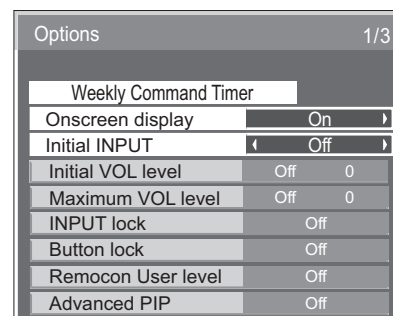 Options 1/3
Weekly Command Timer
Onscreen display On
Initial INPUT Off
Initial VOL level Off 0
Maximum VOL level Off 0
INPUT lock Off
Button lock Off
Remocon User level Off
Advanced PIP Off